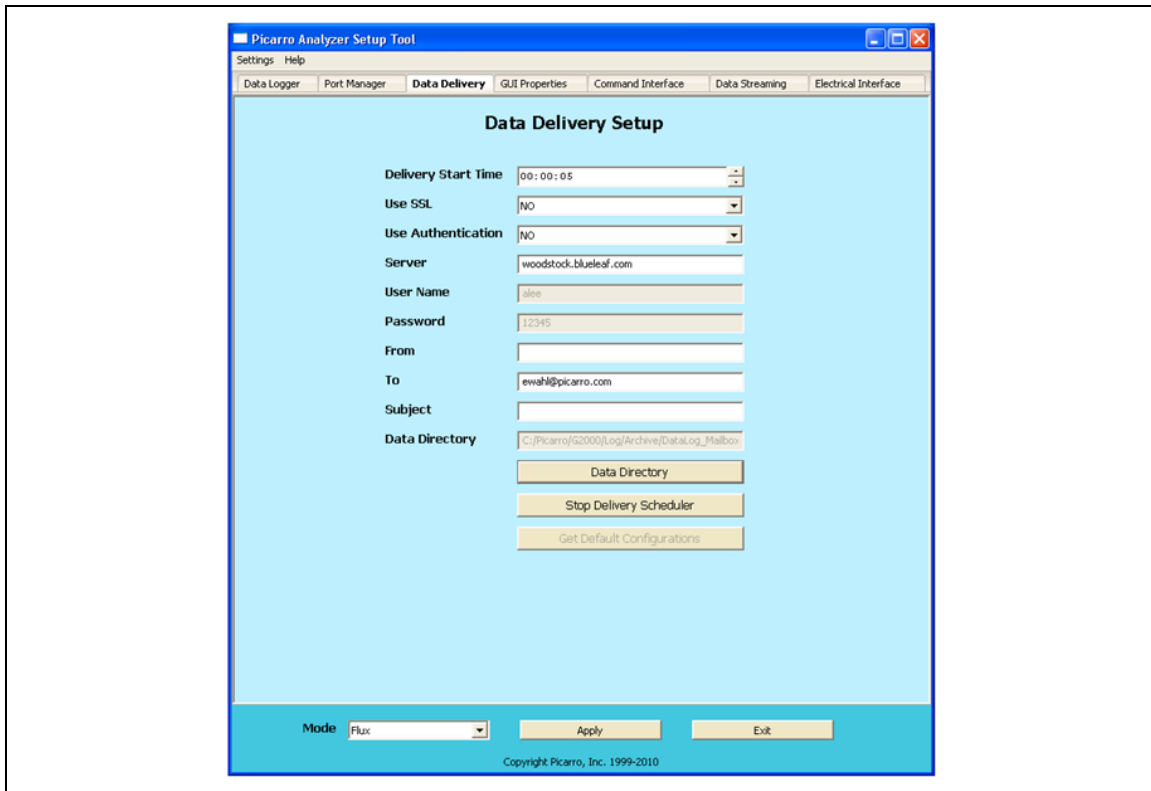 Picarro Analyzer Setup Tool
Settings Help
Data Logger Port Manager Data Delivery GUI Properties Command Interface Data Streaming Electrical Interface
Data Delivery Setup
Delivery Start Time 00:00:05
Use SSL NO
Use Authentication NO
Server woodstock.blueleaf.com
User Name alee
Password 12345
From
To ewahl@picarro.com
Subject
Data Directory C:/Picarro/G2000/Log/Archive/DataLog_Mailbox
Data Directory
Stop Delivery Scheduler
Get Default Configurations
Mode Flux Apply Exit
Copyright Picarro, Inc. 1999-2010